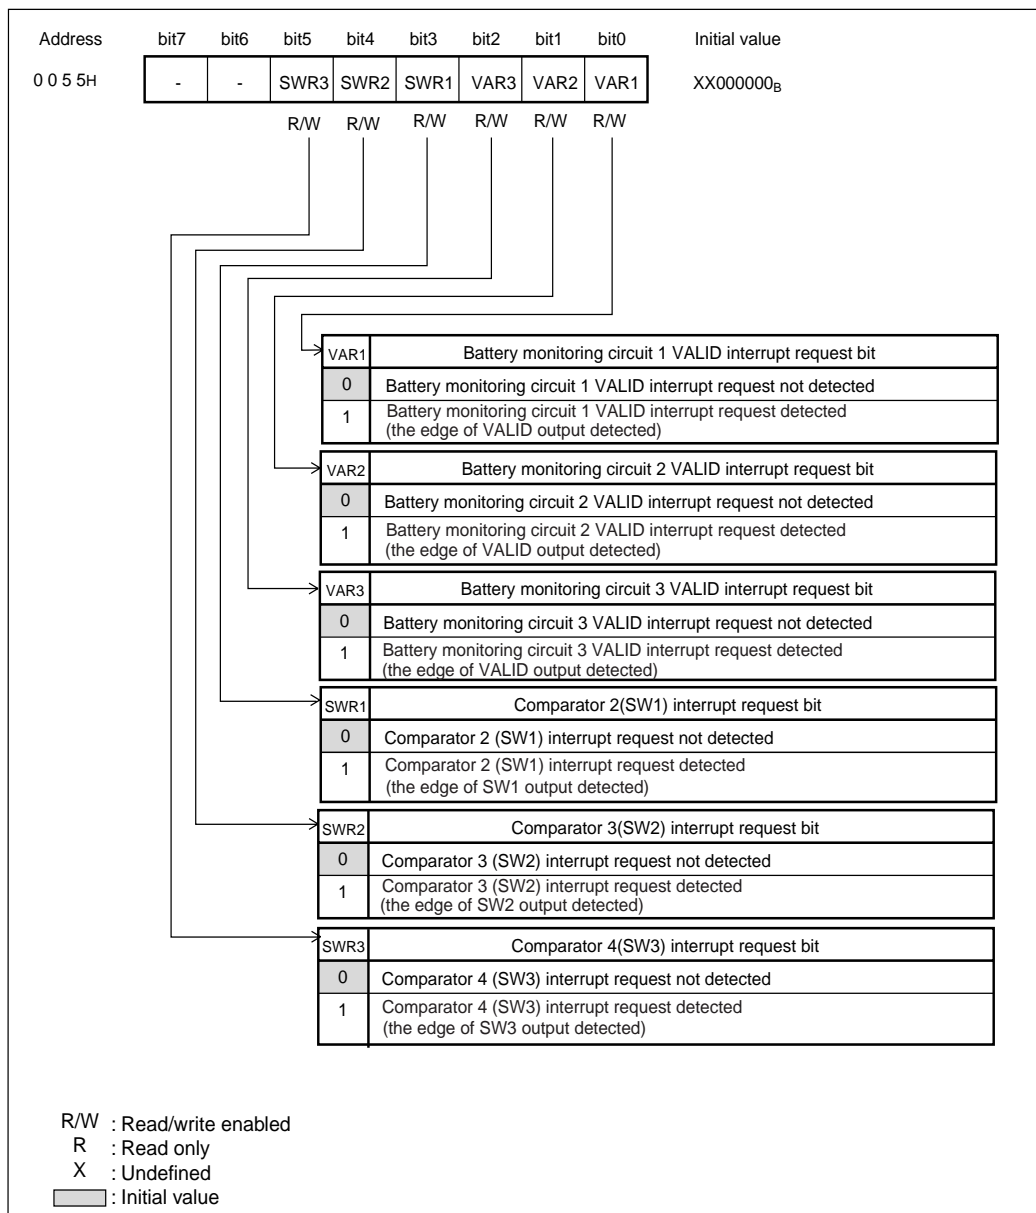 Address bit7 bit6 bit5 bit4 bit3 bit2 bit1 bit0 Initial value
0 0 5 5H - - SWR3 SWR2 SWR1 VAR3 VAR2 VAR1 XX000000B
R/W R/W R/W R/W R/W R/W
VAR1 Battery monitoring circuit 1 VALID interrupt request bit
0 Battery monitoring circuit 1 VALID interrupt request not detected
1 Battery monitoring circuit 1 VALID interrupt request detected
(the edge of VALID output detected)
VAR2 Battery monitoring circuit 2 VALID interrupt request bit
0 Battery monitoring circuit 2 VALID interrupt request not detected
1 Battery monitoring circuit 2 VALID interrupt request detected
(the edge of VALID output detected)
VAR3 Battery monitoring circuit 3 VALID interrupt request bit
0 Battery monitoring circuit 3 VALID interrupt request not detected
1 Battery monitoring circuit 3 VALID interrupt request detected
(the edge of VALID output detected)
SWR1 Comparator 2(SW1) interrupt request bit
0 Comparator 2 (SW1) interrupt request not detected
1 Comparator 2 (SW1) interrupt request detected
(the edge of SW1 output detected)
SWR2 Comparator 3(SW2) interrupt request bit
0 Comparator 3 (SW2) interrupt request not detected
1 Comparator 3 (SW2) interrupt request detected
(the edge of SW2 output detected)
SWR3 Comparator 4(SW3) interrupt request bit
0 Comparator 4 (SW3) interrupt request not detected
1 Comparator 4 (SW3) interrupt request detected
(the edge of SW3 output detected)
R/W : Read/write enabled
R : Read only
X : Undefined
: Initial value